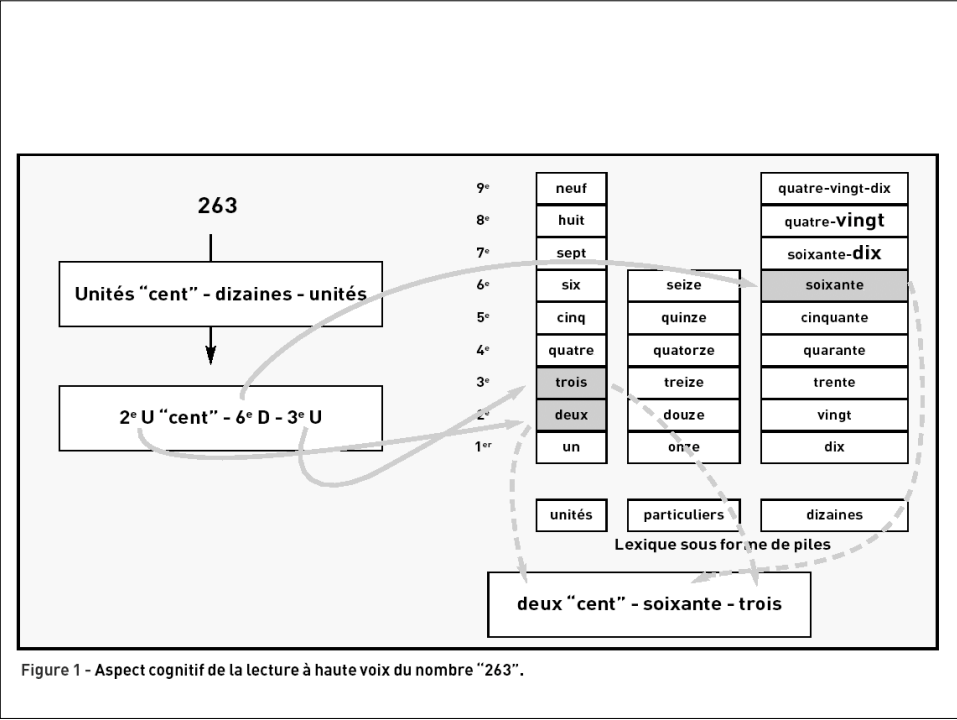 263
Unités “cent” - dizaines - unités
2e U “cent” - 6e D - 3e U
9e neuf quatre-vingt-dix
8e huit quatre-vingt
7e sept soixante-dix
6e six seize soixante
5e cinq quinze cinquante
4e quatre quatorze quarante
3e trois treize trente
2e deux douze vingt
1er un onze dix
unités particuliers dizaines
Lexique sous forme de piles
deux “cent” - soixante - trois
Figure 1 - Aspect cognitif de la lecture à haute voix du nombre “263”.